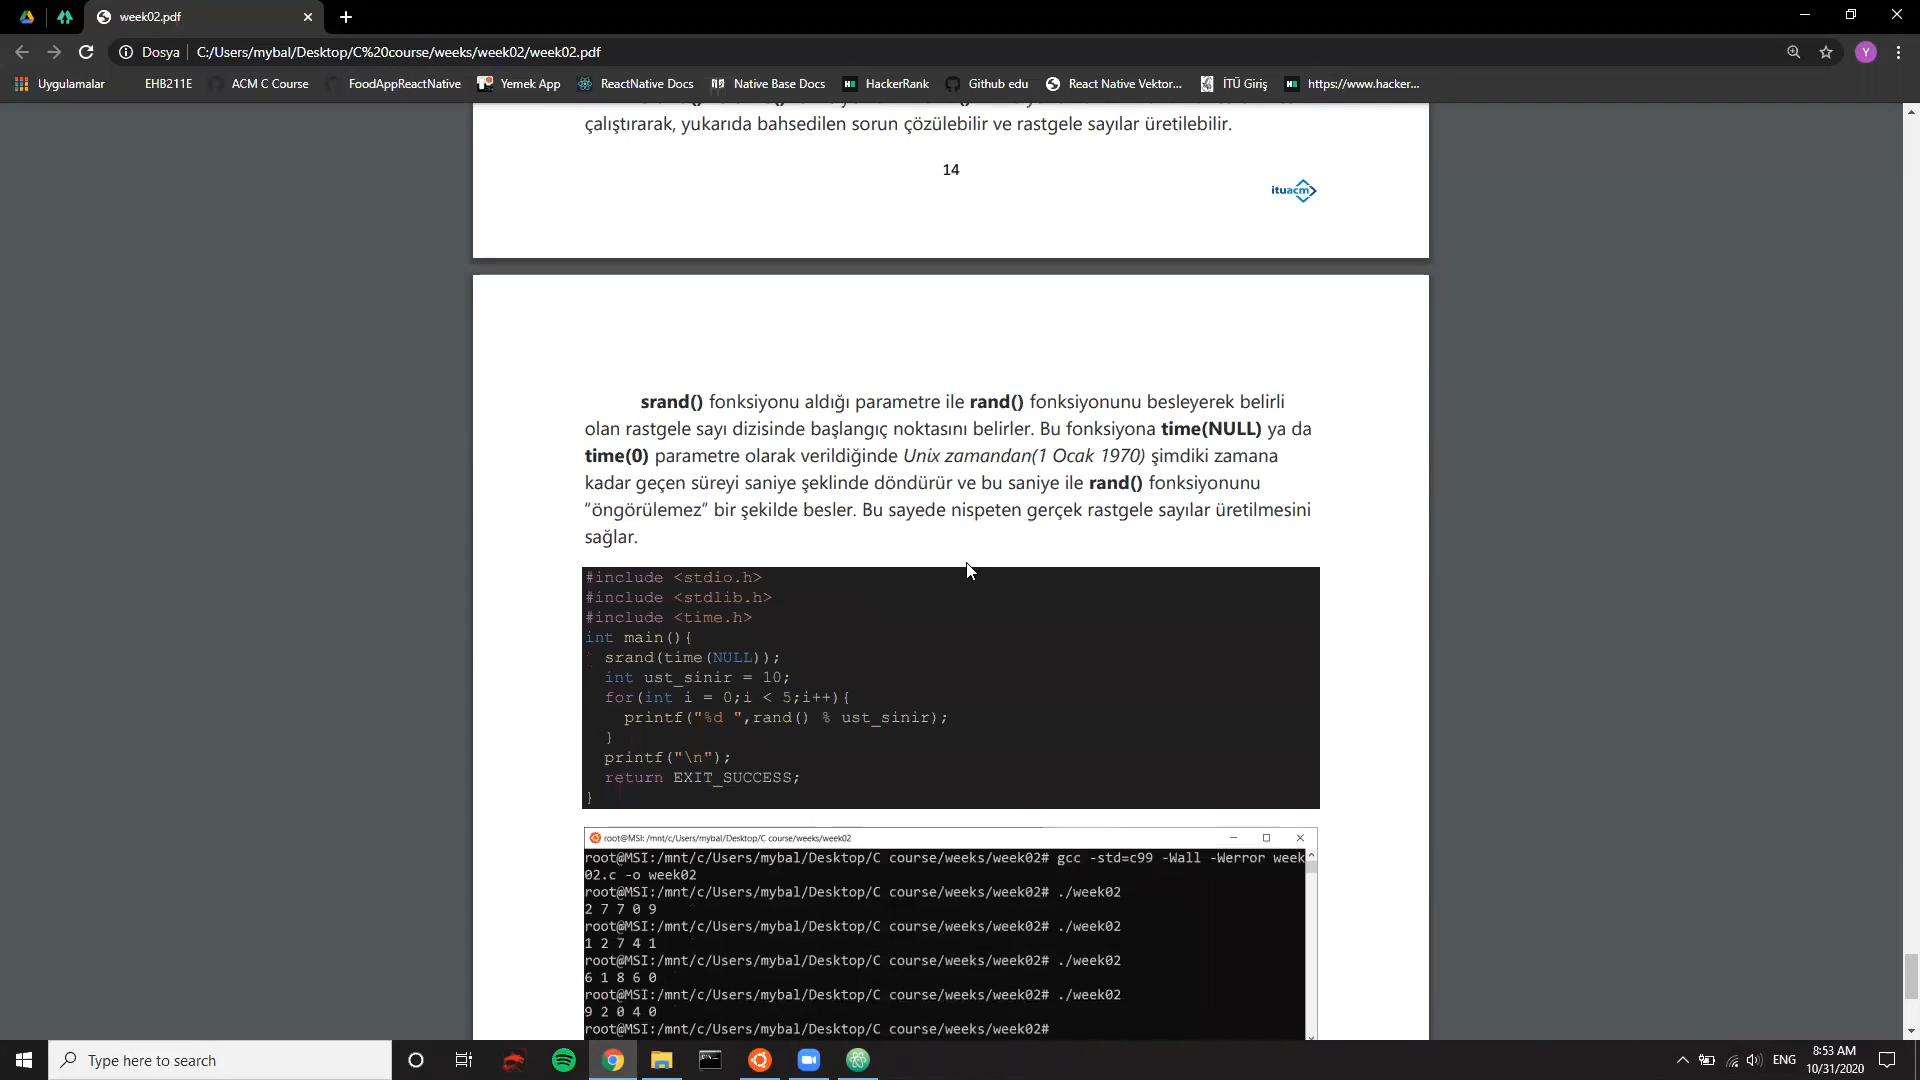 week02.pdf
Dosya
C:/Users/mybal/Desktop/C%20course/weeks/week02/week02.pdf
Y
Uygulamalar
EHB211E
ACM C Course
FoodAppReactNative
Yemek App
ReactNative Docs
Native Base Docs
HackerRank
Github edu
React Native Vektor...
İTÜ Giriş
https://www.hacker...
çalıştırarak, yukarıda bahsedilen sorun çözülebilir ve rastgele sayılar üretilebilir.
14
ituacm
srand() fonksiyonu aldığı parametre ile rand() fonksiyonunu besleyerek belirli
olan rastgele sayı dizisinde başlangıç noktasını belirler. Bu fonksiyona time(NULL) ya da
time(0) parametre olarak verildiğinde Unix zamandan(1 Ocak 1970) şimdiki zamana
kadar geçen süreyi saniye şeklinde döndürür ve bu saniye ile rand() fonksiyonunu
"öngörülemez" bir şekilde besler. Bu sayede nispeten gerçek rastgele sayılar üretilmesini
sağlar.
#include <stdio.h>
#include <stdlib.h>
#include <time.h>
int main(){
srand(time(NULL));
int ust_sinir = 10;
for(int i = 0;i < 5;i++){
printf("%d ",rand() % ust_sinir);
}
printf("\n");
return EXIT_SUCCESS;
}
root@MSI: /mnt/c/Users/mybal/Desktop/C course/weeks/week02
root@MSI:/mnt/c/Users/mybal/Desktop/C course/weeks/week02# gcc -std=c99 -Wall -Werror week
02.c -o week02
root@MSI:/mnt/c/Users/mybal/Desktop/C course/weeks/week02# ./week02
2 7 7 0 9
root@MSI:/mnt/c/Users/mybal/Desktop/C course/weeks/week02# ./week02
1 2 7 4 1
root@MSI:/mnt/c/Users/mybal/Desktop/C course/weeks/week02# ./week02
6 1 8 6 0
root@MSI:/mnt/c/Users/mybal/Desktop/C course/weeks/week02# ./week02
9 2 0 4 0
root@MSI:/mnt/c/Users/mybal/Desktop/C course/weeks/week02#
Type here to search
ENG
8:53 AM
10/31/2020